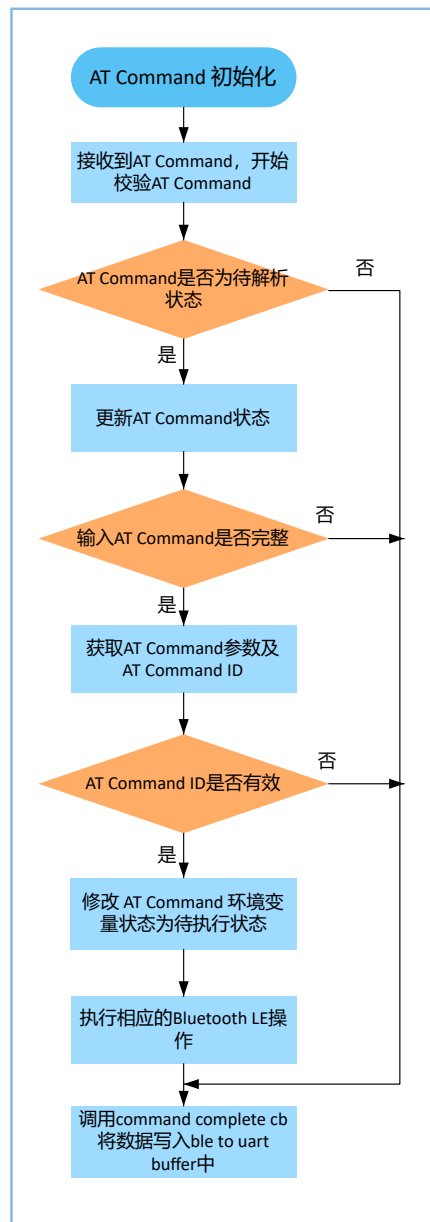 AT Command 初始化
接收到AT Command，开始
校验AT Command
AT Command是否为待解析
状态
否
是
更新AT Command状态
输入AT Command是否完整
否
是
获取AT Command参数及
AT Command ID
AT Command ID是否有效
否
是
修改 AT Command 环境变
量状态为待执行状态
执行相应的Bluetooth LE操
作
调用command complete cb
将数据写入ble to uart
buffer中